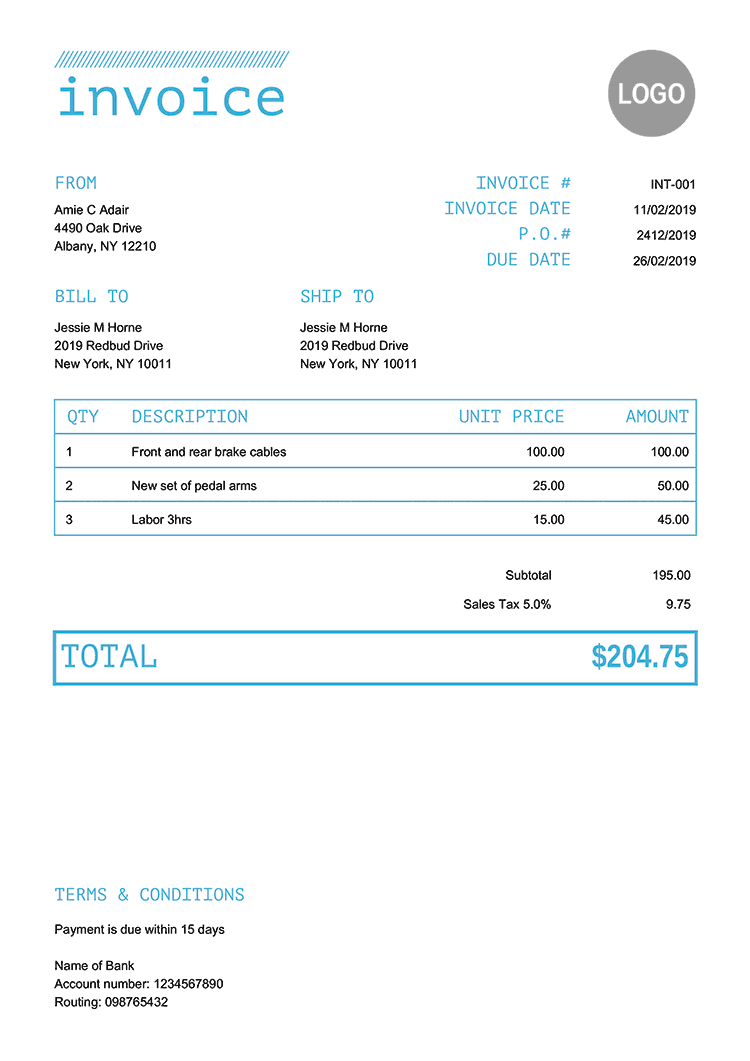 invoice
LOGO
FROM
Amie C Adair
4490 Oak Drive
Albany, NY 12210
INVOICE # INT-001
INVOICE DATE 11/02/2019
P.O.# 2412/2019
DUE DATE 26/02/2019
BILL TO
Jessie M Horne
2019 Redbud Drive
New York, NY 10011
SHIP TO
Jessie M Horne
2019 Redbud Drive
New York, NY 10011
QTY DESCRIPTION UNIT PRICE AMOUNT
1 Front and rear brake cables 100.00 100.00
2 New set of pedal arms 25.00 50.00
3 Labor 3hrs 15.00 45.00
Subtotal 195.00
Sales Tax 5.0% 9.75
TOTAL $204.75
TERMS & CONDITIONS
Payment is due within 15 days
Name of Bank
Account number: 1234567890
Routing: 098765432